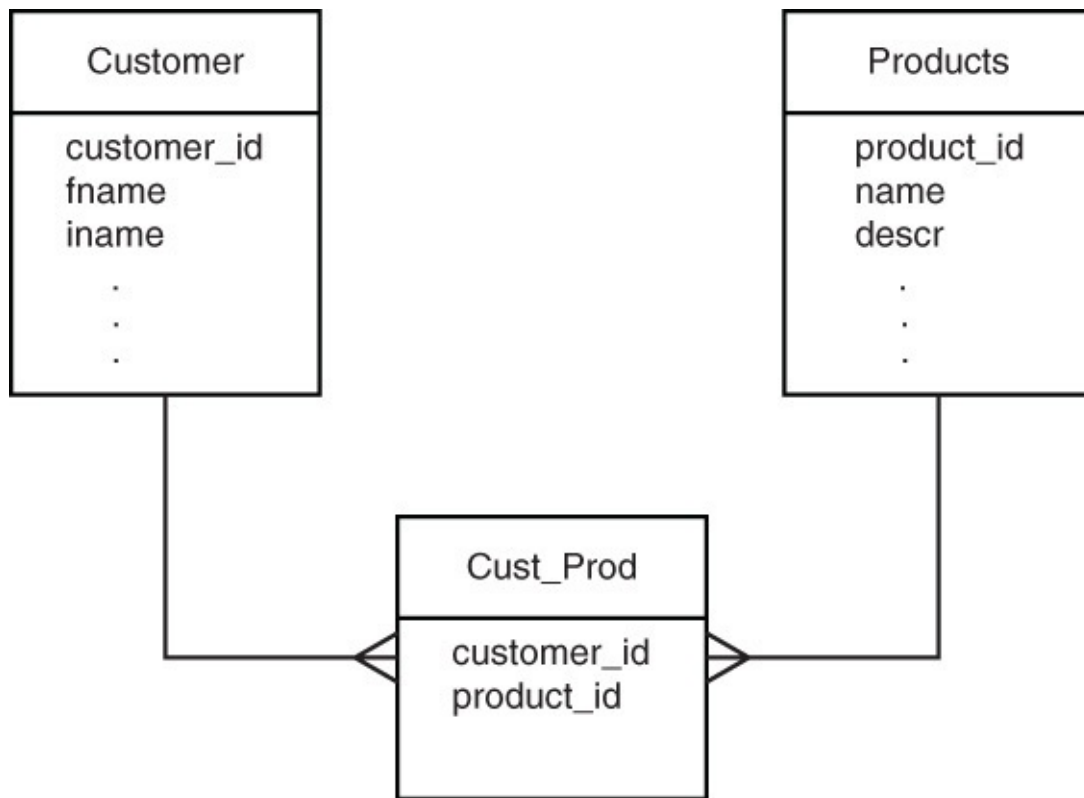 Customer
customer_id
fname
iname
.
.
.
Products
product_id
name
descr
.
.
.
Cust_Prod
customer_id
product_id